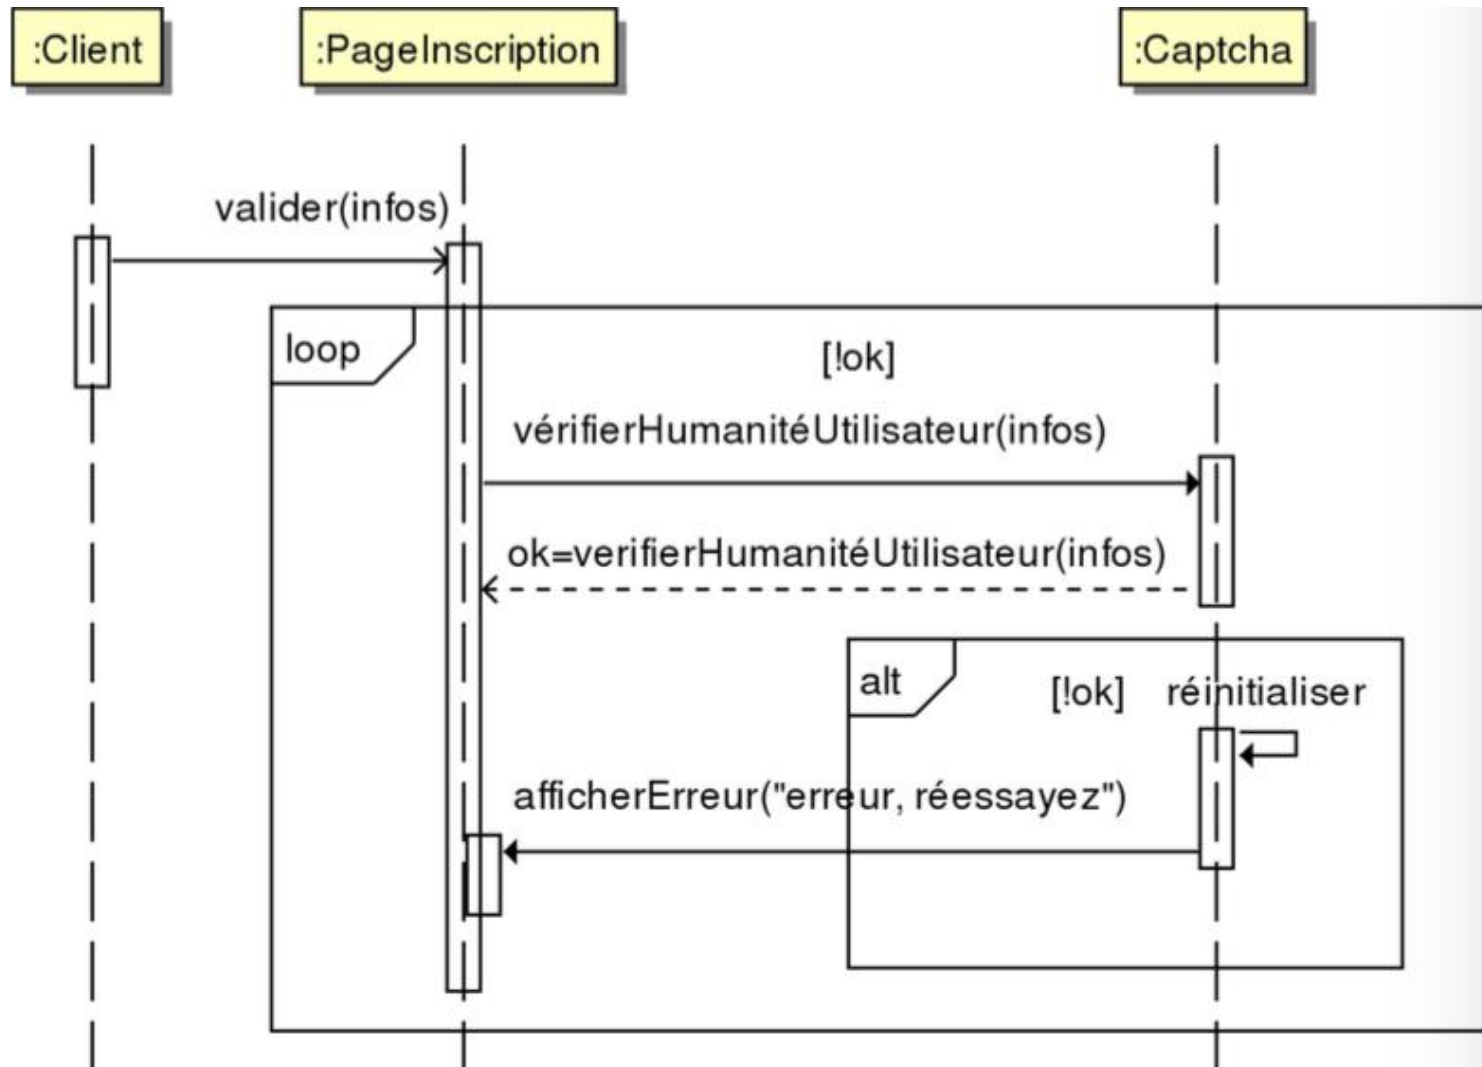 :Client
:PageInscription
:Captcha
valider(infos)
loop
[!ok]
vérifierHumanitéUtilisateur(infos)
ok=verifierHumanitéUtilisateur(infos)
alt
[!ok]
réinitialiser
afficherErreur("erreur, réessayez")